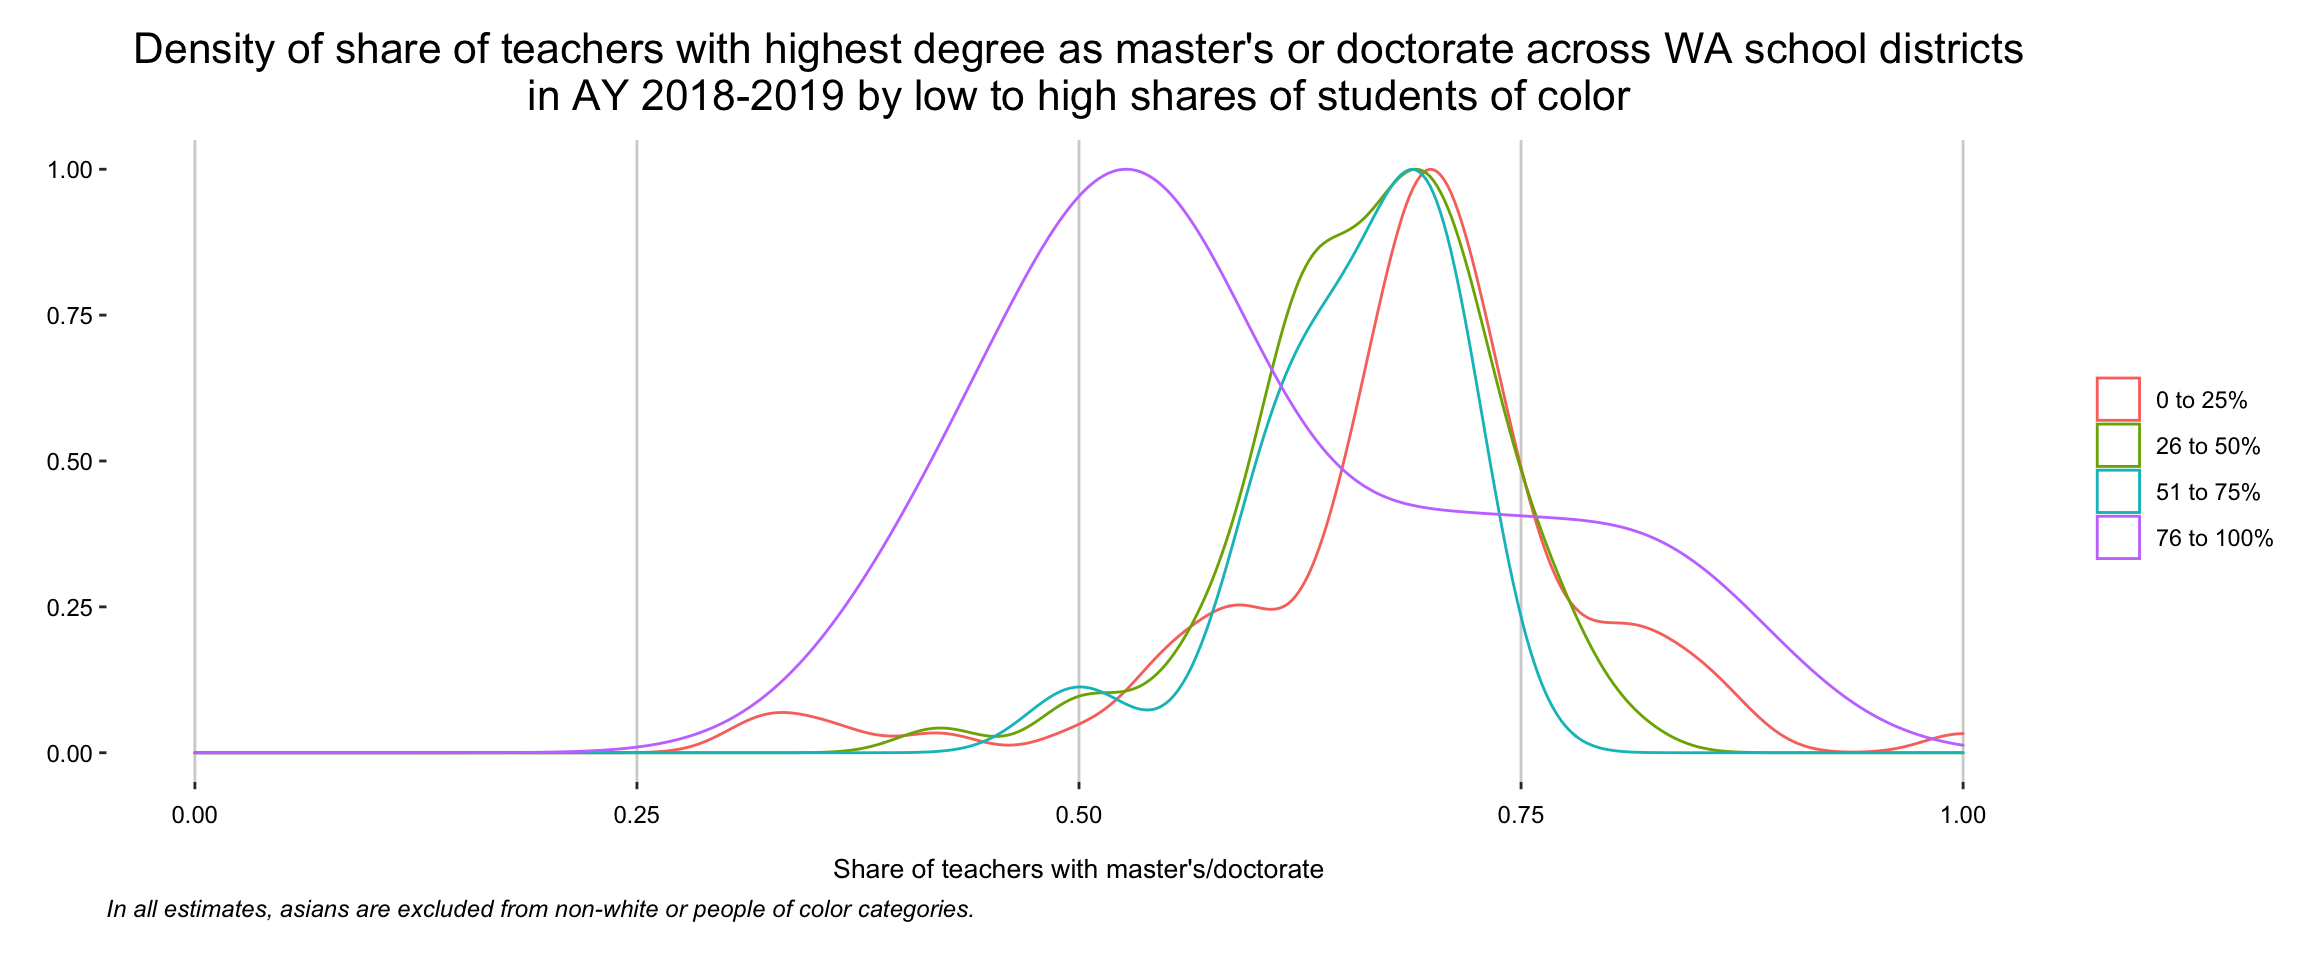 Density of share of teachers with highest degree as master's or doctorate across WA school districts
in AY 2018-2019 by low to high shares of students of color
1.00
0.75
0.50
0.25
0.00
0.00
0.25
0.50
0.75
1.00
Share of teachers with master's/doctorate
In all estimates, asians are excluded from non-white or people of color categories.
0 to 25%
26 to 50%
51 to 75%
76 to 100%